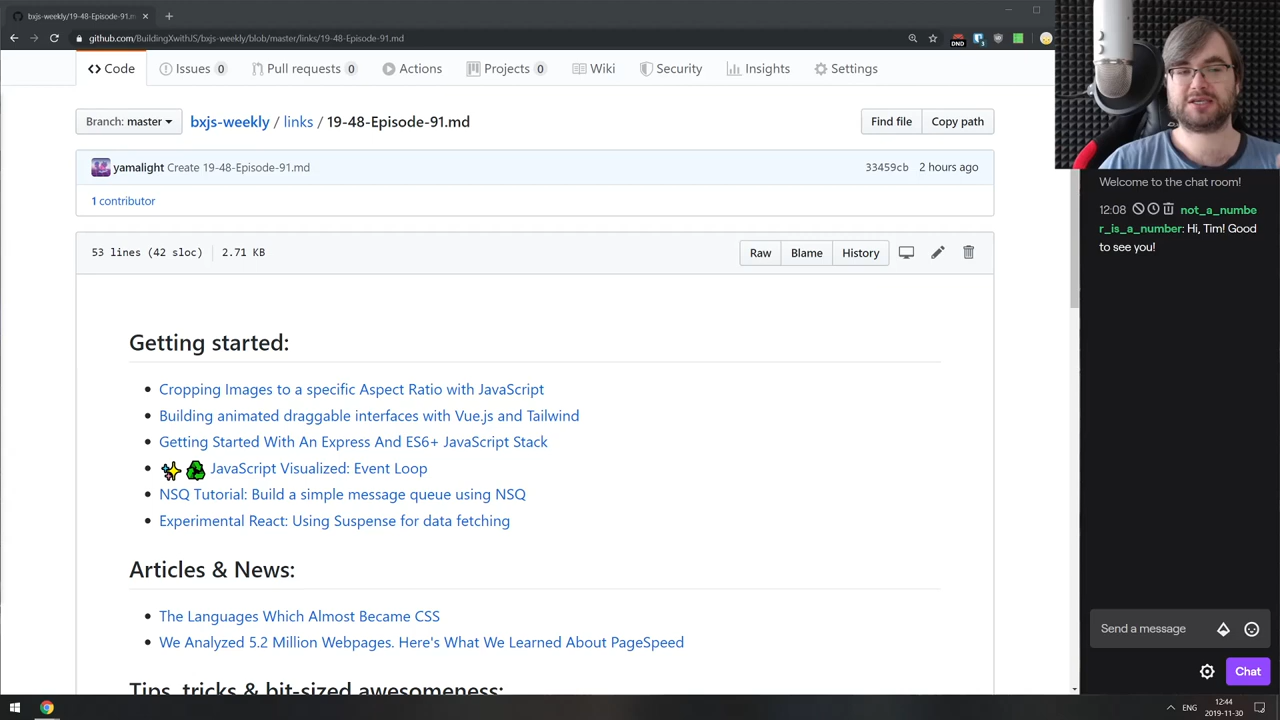 bxjs-weekly/19-48-Episode-91.m
github.com/BuildingXwithJS/bxjs-weekly/blob/master/links/19-48-Episode-91.md
DND
Code
Issues 0
Pull requests 0
Actions
Projects 0
Wiki
Security
Insights
Settings
Branch: master
bxjs-weekly / links / 19-48-Episode-91.md
Find file
Copy path
yamalight Create 19-48-Episode-91.md
33459cb 2 hours ago
1 contributor
53 lines (42 sloc) 2.71 KB
Raw
Blame
History
Getting started:
Cropping Images to a specific Aspect Ratio with JavaScript
Building animated draggable interfaces with Vue.js and Tailwind
Getting Started With An Express And ES6+ JavaScript Stack
JavaScript Visualized: Event Loop
NSQ Tutorial: Build a simple message queue using NSQ
Experimental React: Using Suspense for data fetching
Articles & News:
The Languages Which Almost Became CSS
We Analyzed 5.2 Million Webpages. Here's What We Learned About PageSpeed
Tips, tricks & bit-sized awesomeness:
Welcome to the chat room!
12:08 not_a_numbe
r_is_a_number: Hi, Tim! Good
to see you!
Send a message
Chat
ENG
12:44
2019-11-30